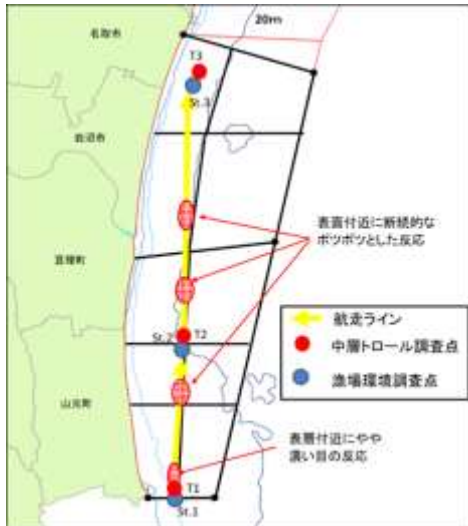 20m
名取市
T3
St.3
岩沼市
表面付近に断続的な
ポツポツとした反応
亘理町
航走ライン
中層トロール調査点
漁場環境調査点
T2
St.2
山元町
表層付近にやや
濃い目の反応
T1
St.1